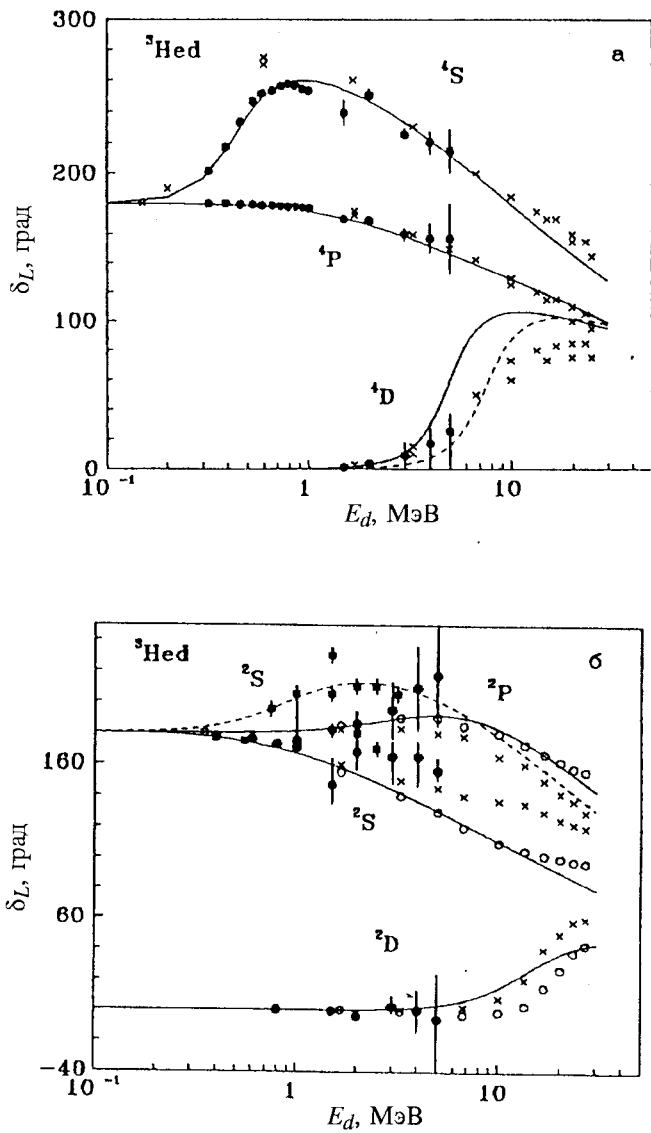 300
³Hed
⁴S
а
200
⁴P
δL, град
100
⁴D
0
10⁻¹
1
10
Ed, МэВ
³Hed
²S
²P
б
160
²S
δL, град
60
²D
-40
10⁻¹
1
10
Ed, МэВ